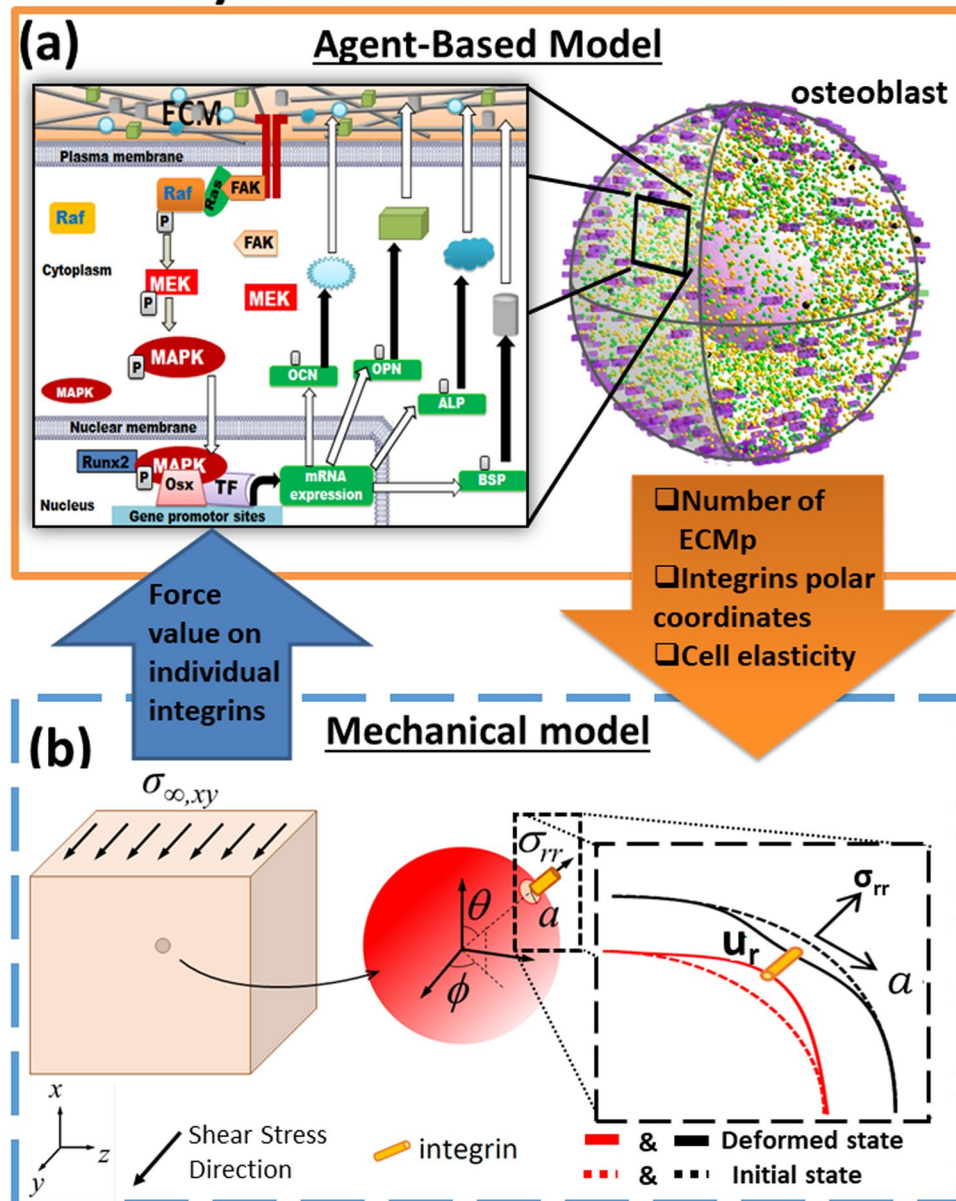 (a)
Agent-Based Model
osteoblast
ECM
Plasma membrane
Raf
Ras
FAK
P
Raf
FAK
Cytoplasm
MEK
P
MEK
MAPK
P
MAPK
OCN
OPN
ALP
BSP
Nuclear membrane
Runx2
MAPK
P
Osx
TF
mRNA
expression
Nucleus
Gene promotor sites
Force
value on
individual
integrins
❑Number of
ECMp
❑Integrins polar
coordinates
❑Cell elasticity
(b)
Mechanical model
σ∞,xy
σrr
θ
a
ϕ
σrr
ur
a
x
y
z
Shear Stress
Direction
integrin
& Deformed state
& Initial state